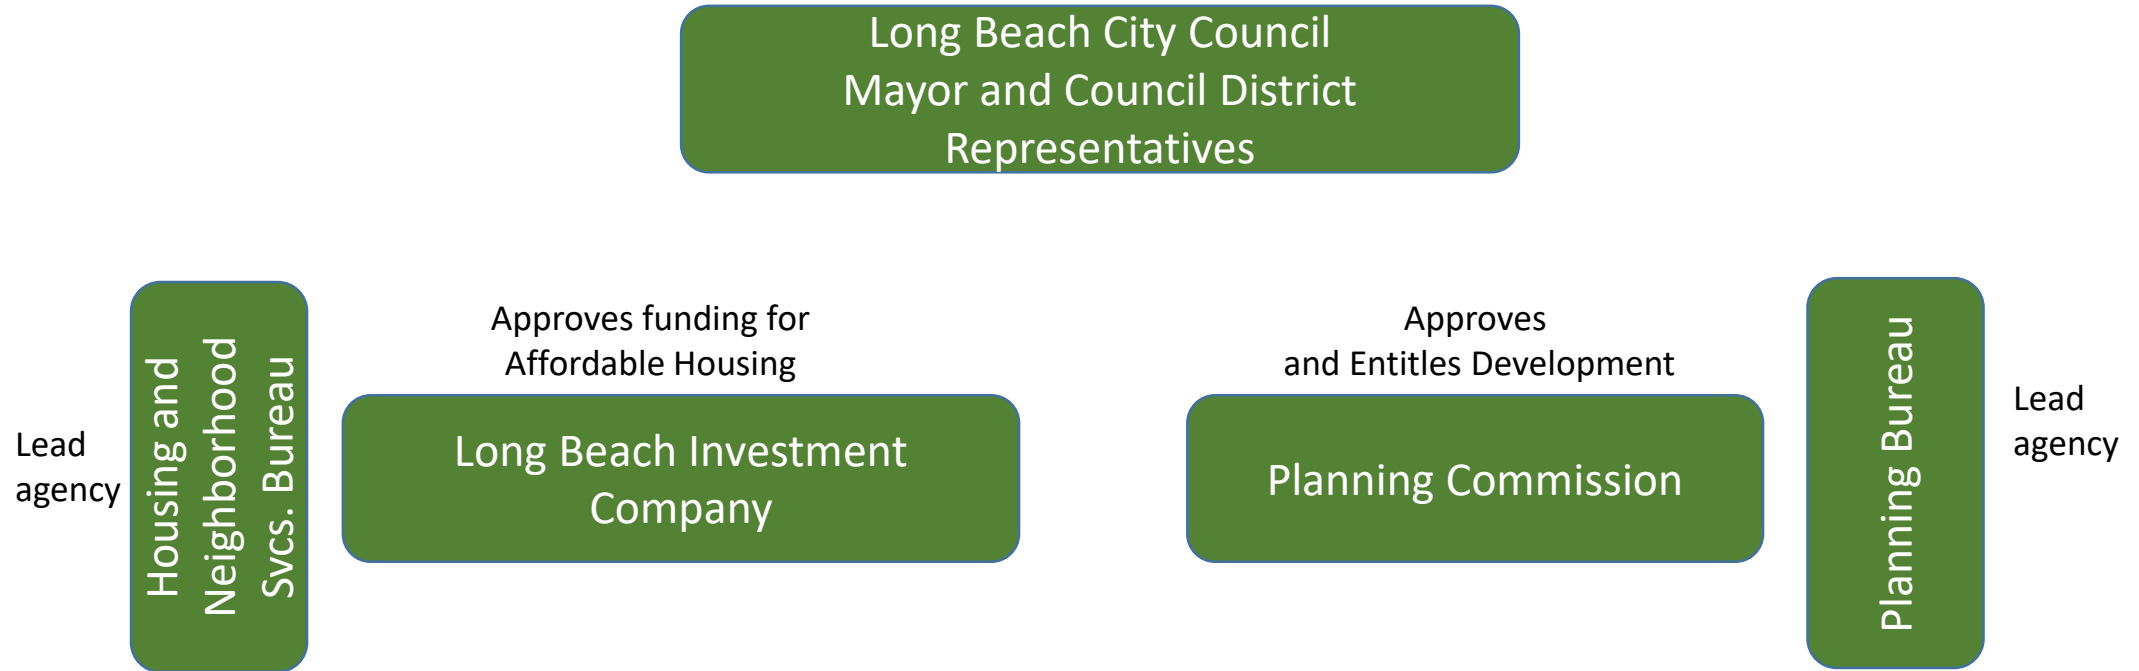 Long Beach City Council
Mayor and Council District
Representatives
Lead
agency
Housing and
Neighborhood
Svcs. Bureau
Approves funding for
Affordable Housing
Long Beach Investment
Company
Approves
and Entitles Development
Planning Commission
Planning Bureau
Lead
agency